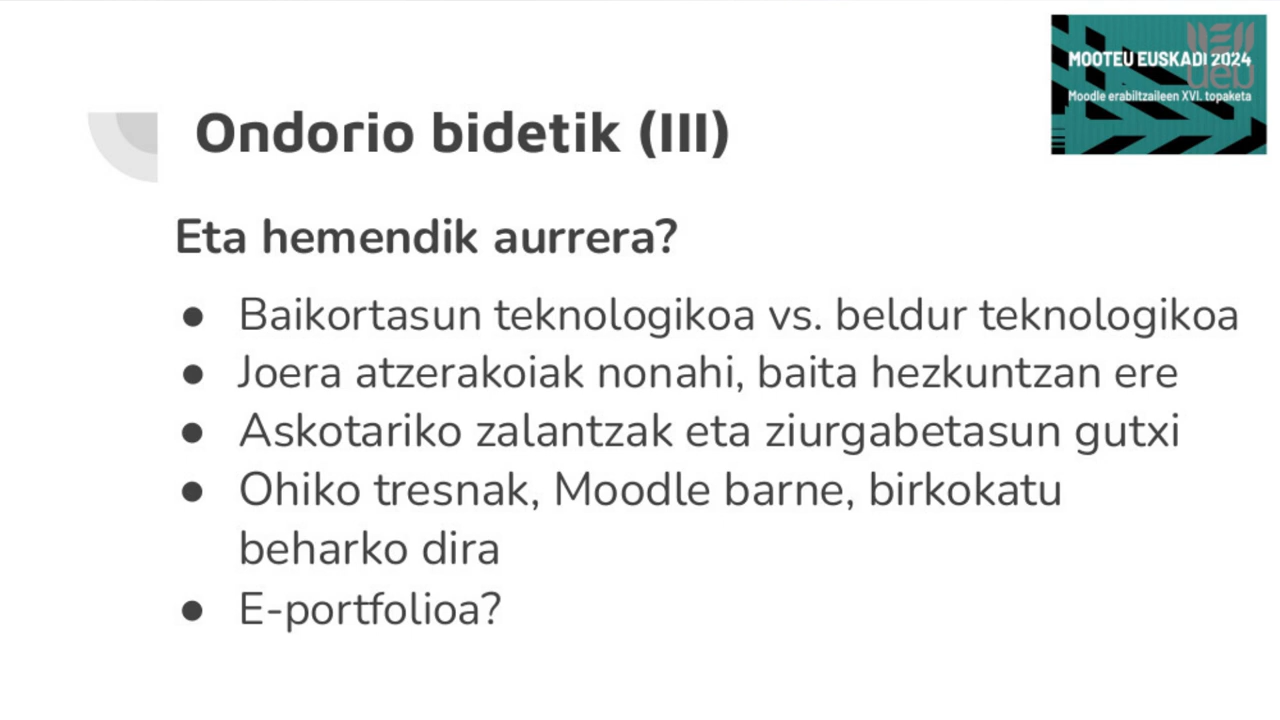 MOOTEU EUSKADI 2024
ueu
Moodle erabiltzaileen XVI. topaketa
Ondorio bidetik (III)
Eta hemendik aurrera?
● Baikortasun teknologikoa vs. beldur teknologikoa
● Joera atzerakoiak nonahi, baita hezkuntzan ere
● Askotariko zalantzak eta ziurgabetasun gutxi
● Ohiko tresnak, Moodle barne, birkokatu
beharko dira
● E-portfolioa?